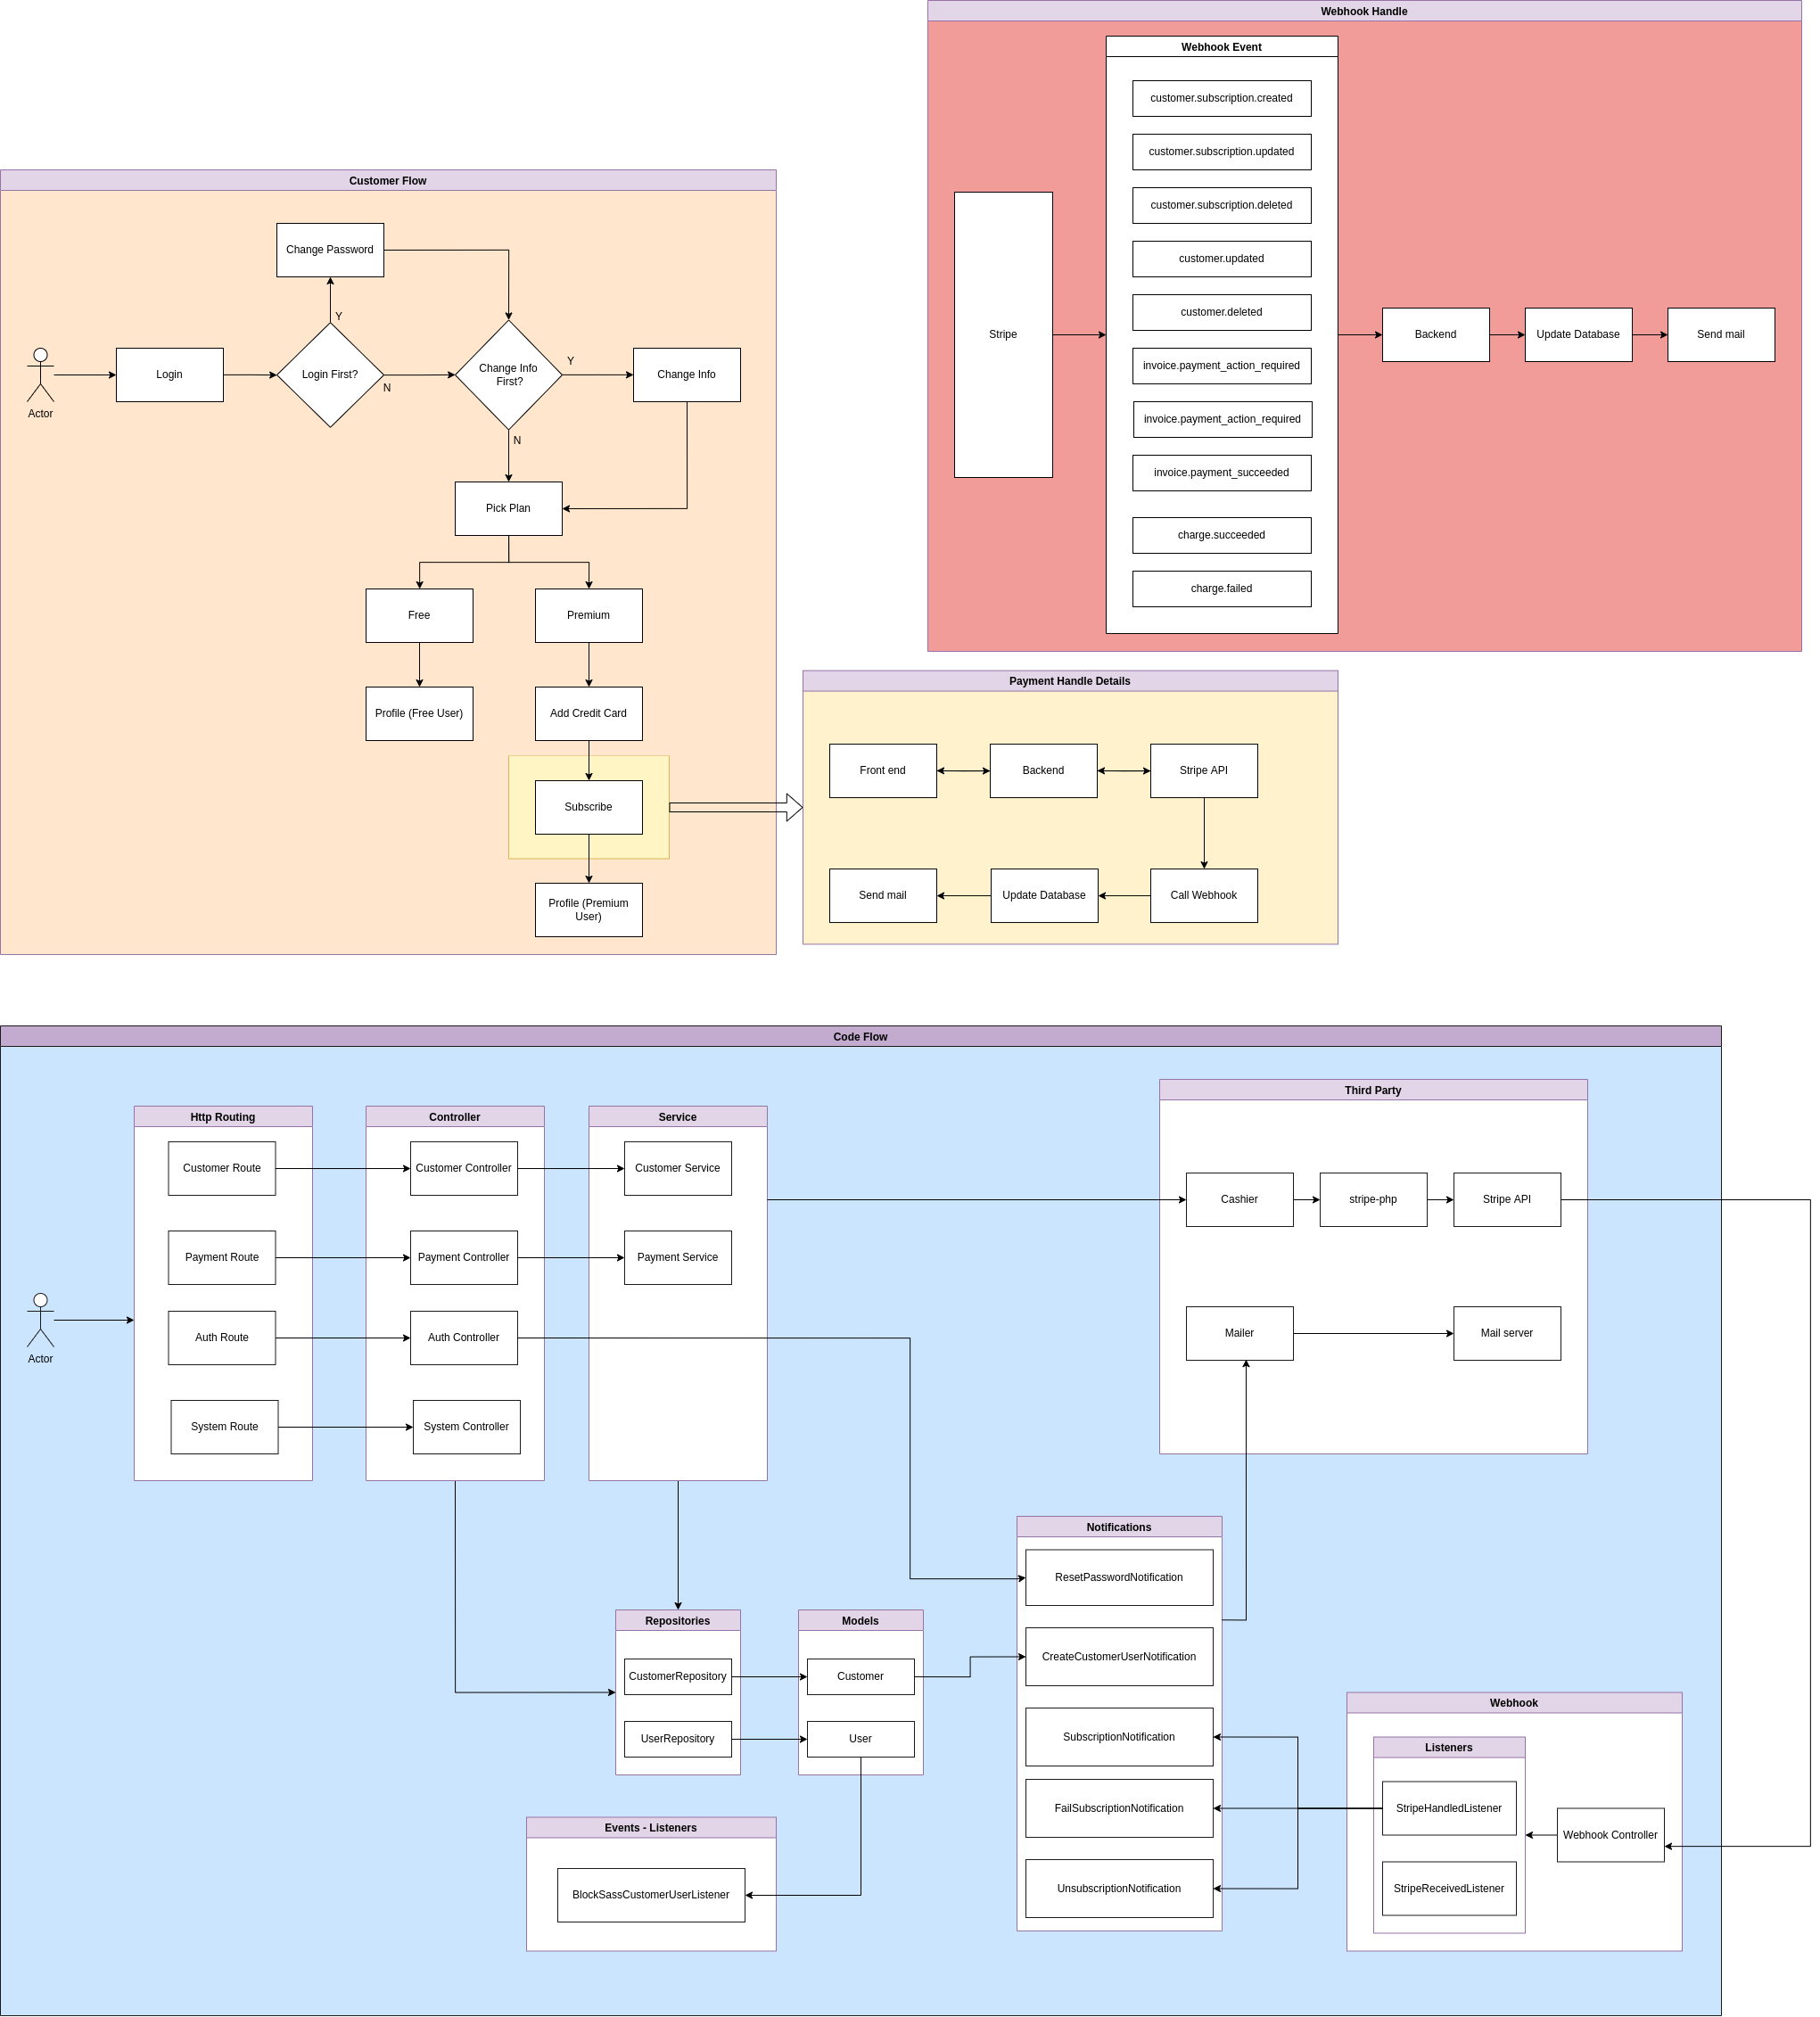 Webhook Handle
Webhook Event
customer.subscription.created
customer.subscription.updated
customer.subscription.deleted
customer.updated
customer.deleted
invoice.payment_action_required
invoice.payment_action_required
invoice.payment_succeeded
charge.succeeded
charge.failed
Stripe
Backend
Update Database
Send mail
Customer Flow
Change Password
Y
Actor
Login
Login First?
N
Change Info
First?
Y
Change Info
N
Pick Plan
Free
Premium
Profile (Free User)
Add Credit Card
Subscribe
Profile (Premium
User)
Payment Handle Details
Front end
Backend
Stripe API
Send mail
Update Database
Call Webhook
Code Flow
Actor
Http Routing
Customer Route
Payment Route
Auth Route
System Route
Controller
Customer Controller
Payment Controller
Auth Controller
System Controller
Service
Customer Service
Payment Service
Third Party
Cashier
stripe-php
Stripe API
Mailer
Mail server
Repositories
CustomerRepository
UserRepository
Models
Customer
User
Events - Listeners
BlockSassCustomerUserListener
Notifications
ResetPasswordNotification
CreateCustomerUserNotification
SubscriptionNotification
FailSubscriptionNotification
UnsubscriptionNotification
Webhook
Listeners
StripeHandledListener
StripeReceivedListener
Webhook Controller